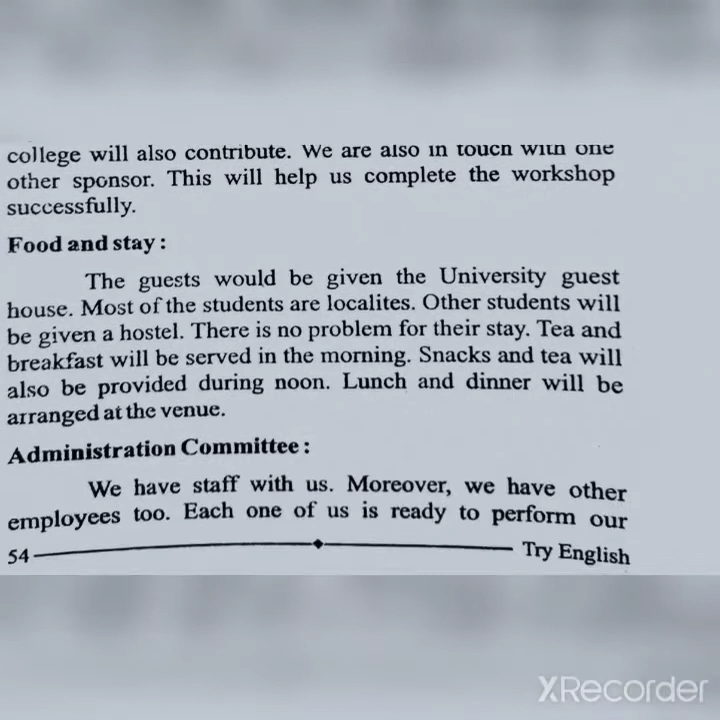 college will also contribute. We are also in touch with one
other sponsor. This will help us complete the workshop
successfully.
Food and stay :
The guests would be given the University guest
house. Most of the students are localites. Other students will
be given a hostel. There is no problem for their stay. Tea and
breakfast will be served in the morning. Snacks and tea will
also be provided during noon. Lunch and dinner will be
arranged at the venue.
Administration Committee :
We have staff with us. Moreover, we have other
employees too. Each one of us is ready to perform our
54 Try English
XRecorder